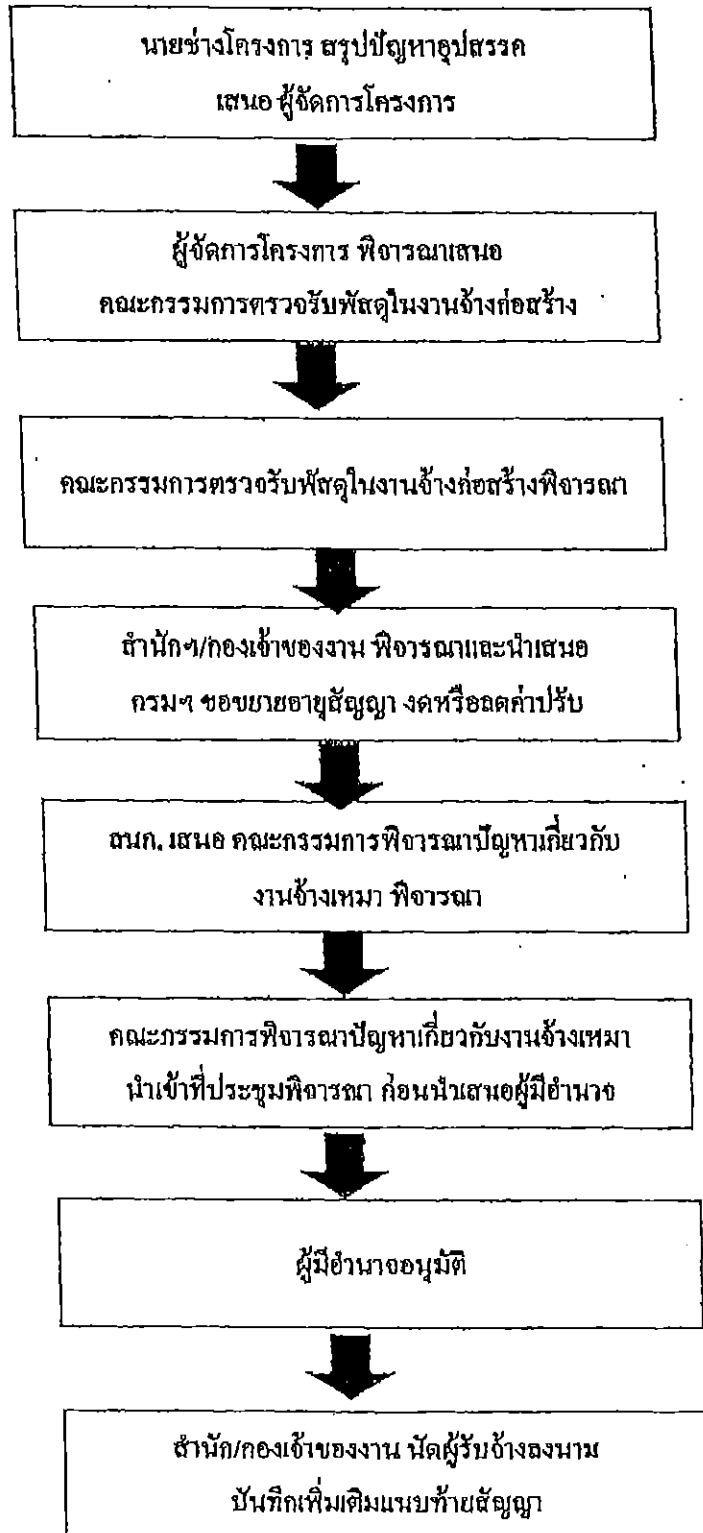 นายช่างโครงการ สรุปปัญหาอุปสรรค
เสนอ ผู้จัดการโครงการ
ผู้จัดการโครงการ พิจารณาเสนอ
คณะกรรมการตรวจรับพัสดุในงานจ้างก่อสร้าง
คณะกรรมการตรวจรับพัสดุในงานจ้างก่อสร้างพิจารณา
สำนักฯ/กองเจ้าของงาน พิจารณาและนำเสนอ
กรมฯ ขอขยายอายุสัญญา งดหรือลดค่าปรับ
สนก. เสนอ คณะกรรมการพิจารณาปัญหาเกี่ยวกับ
งานจ้างเหมา พิจารณา
คณะกรรมการพิจารณาปัญหาเกี่ยวกับงานจ้างเหมา
นำเข้าที่ประชุมพิจารณา ก่อนนำเสนอผู้มีอำนาจ
ผู้มีอำนาจอนุมัติ
สำนัก/กองเจ้าของงาน นัดผู้รับจ้างลงนาม
บันทึกเพิ่มเติมแนบท้ายสัญญา